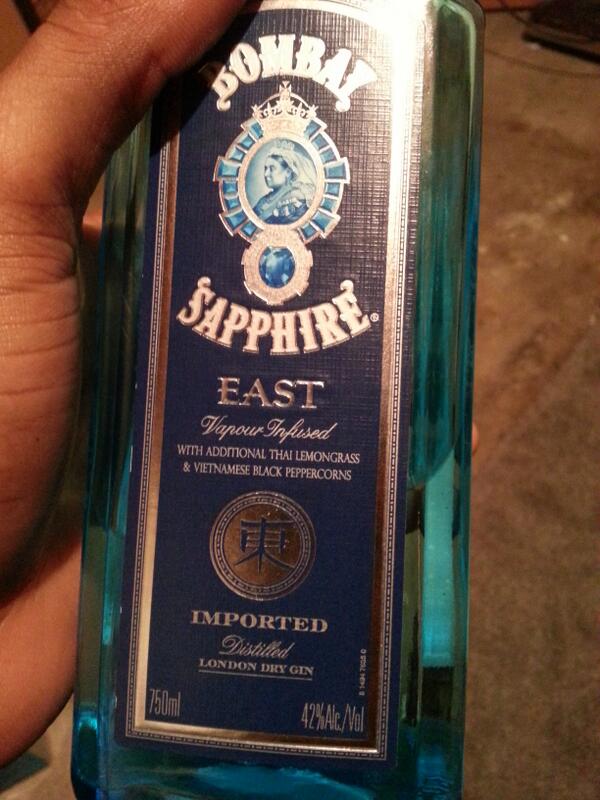 BOMBAY
SAPPHIRE
EAST
Vapour Infused
WITH ADDITIONAL THAI LEMONGRASS
& VIETNAMESE BLACK PEPPERCORNS
東
IMPORTED
Distilled
LONDON DRY GIN
750ml
42%Alc./Vol